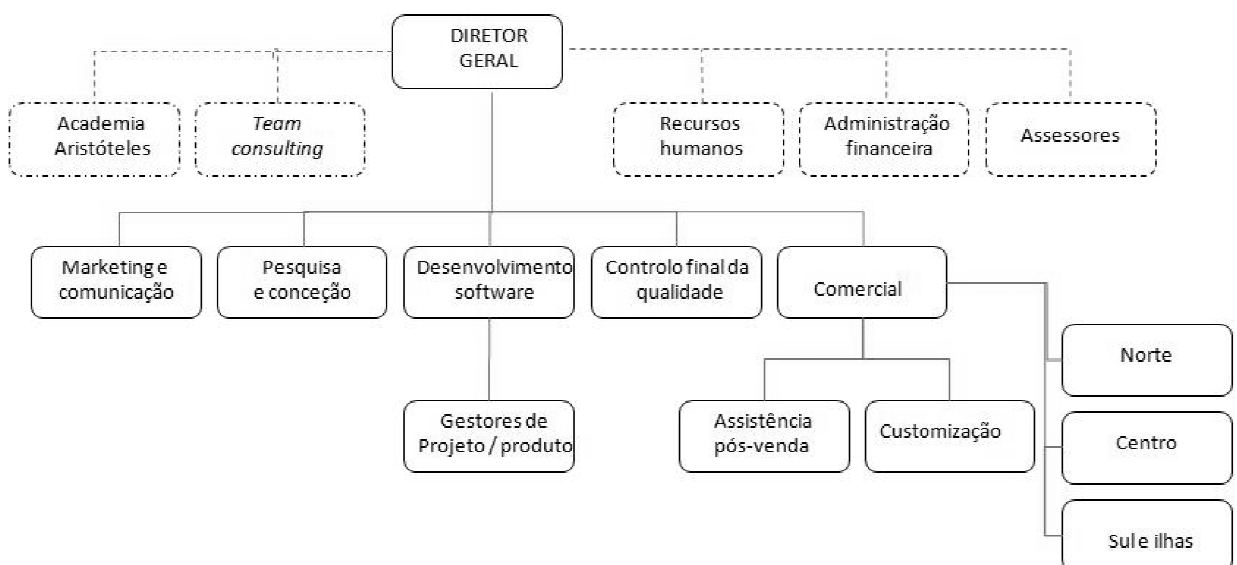 DIRETOR
GERAL
Academia
Aristóteles
Team
consulting
Recursos
humanos
Administração
financeira
Assessores
Marketing e
comunicação
Pesquisa
e conceção
Desenvolvimento
software
Controlo final da
qualidade
Comercial
Norte
Gestores de
Projeto / produto
Assistência
pós-venda
Customização
Centro
Sul e ilhas